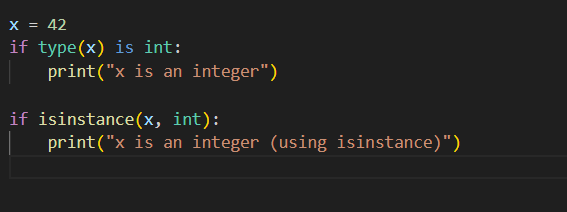 x = 42
if type(x) is int:
    print("x is an integer")

if isinstance(x, int):
    print("x is an integer (using isinstance)")